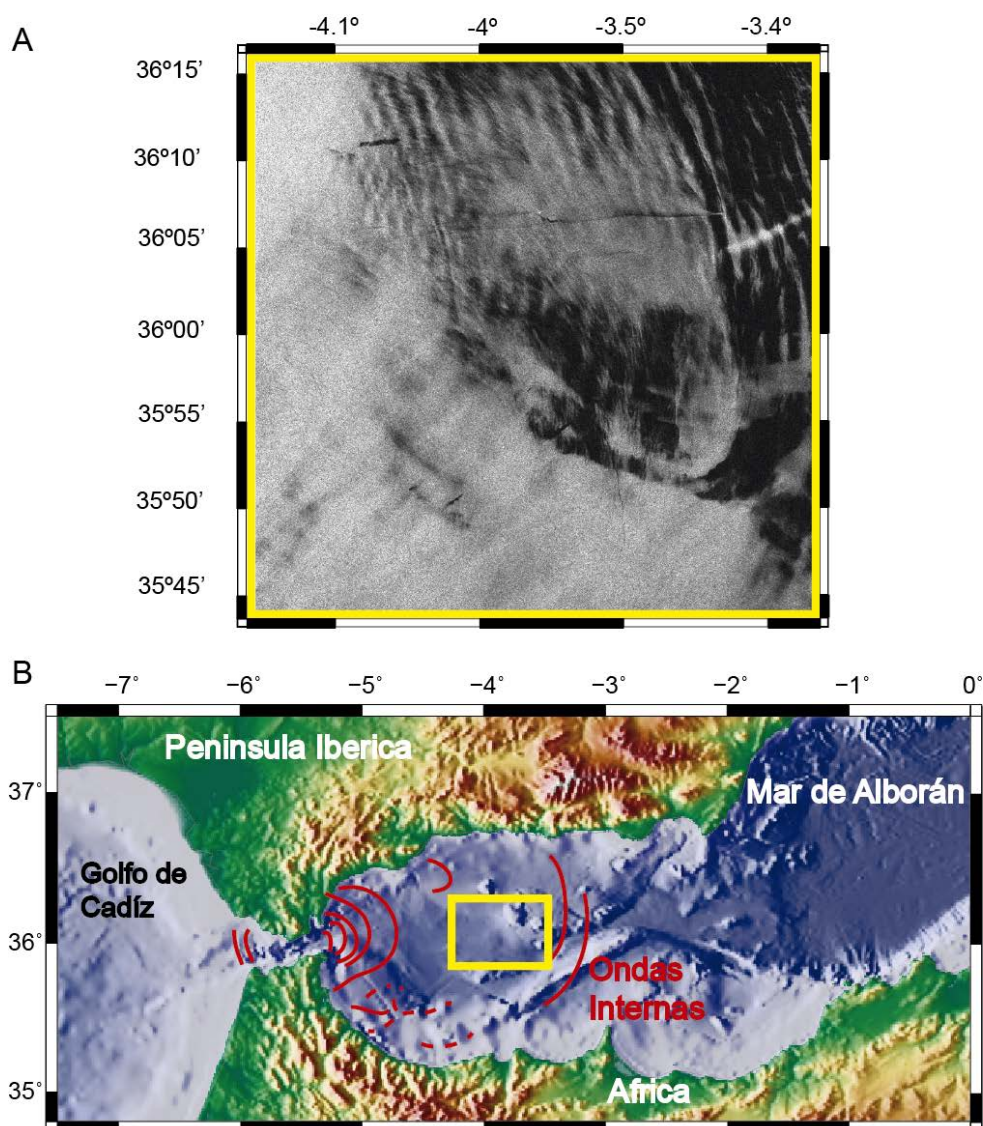 A
-4.1º -4º -3.5º -3.4º
36º15’
36º10’
36º05’
36º00’
35º55’
35º50’
35º45’
B
−7˚ −6˚ −5˚ −4˚ −3˚ −2˚ −1˚ 0˚
Peninsula Iberica
Mar de Alborán
37˚
Golfo de
Cadíz
36˚
Ondas
Internas
35˚
Africa